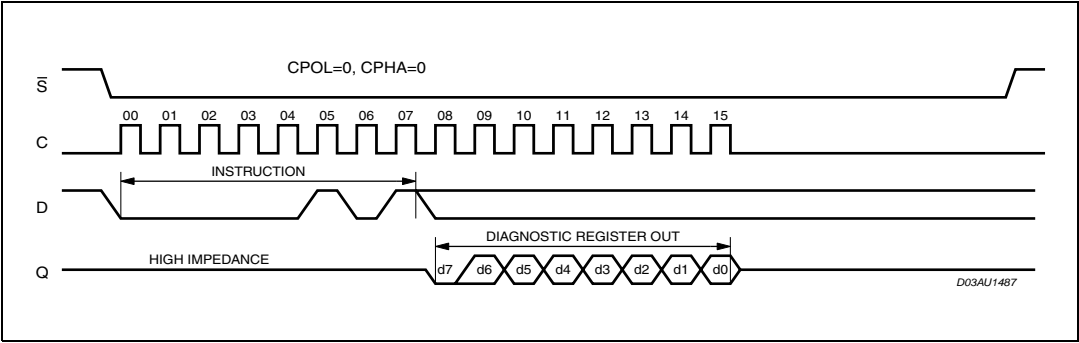 CPOL=0, CPHA=0
S̅
00 01 02 03 04 05 06 07 08 09 10 11 12 13 14 15
C
INSTRUCTION
D
DIAGNOSTIC REGISTER OUT
HIGH IMPEDANCE
Q
d7 d6 d5 d4 d3 d2 d1 d0
D03AU1487